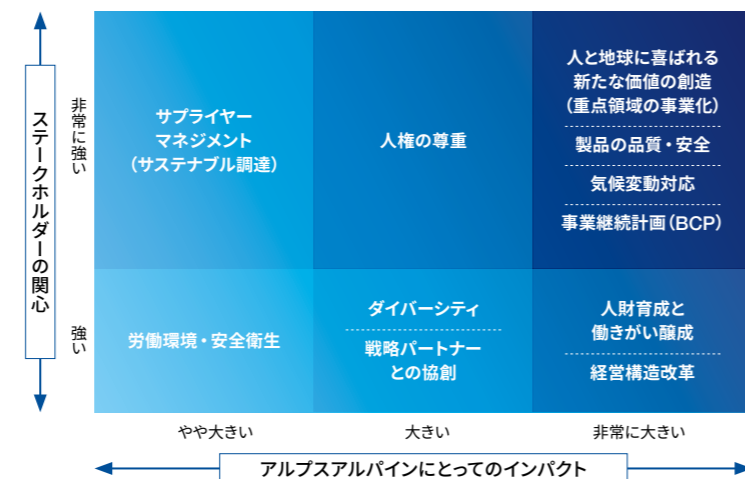 ステークホルダーの関心
非常に強い
サプライヤー
マネジメント
（サステナブル調達）
人権の尊重
人と地球に喜ばれる
新たな価値の創造
（重点領域の事業化）
製品の品質・安全
気候変動対応
事業継続計画（BCP）
強い
労働環境・安全衛生
ダイバーシティ
戦略パートナー
との協創
人財育成と
働きがい醸成
経営構造改革
やや大きい
大きい
非常に大きい
アルプスアルパインにとってのインパクト